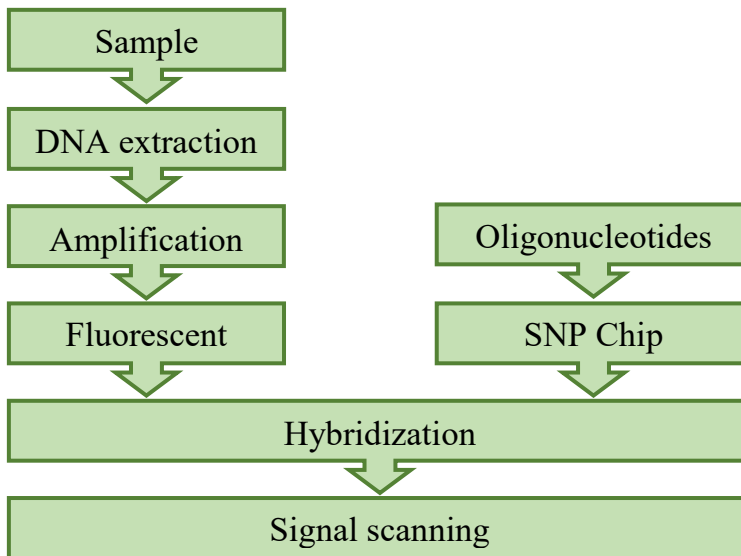 Sample
DNA extraction
Amplification
Oligonucleotides
Fluorescent
SNP Chip
Hybridization
Signal scanning